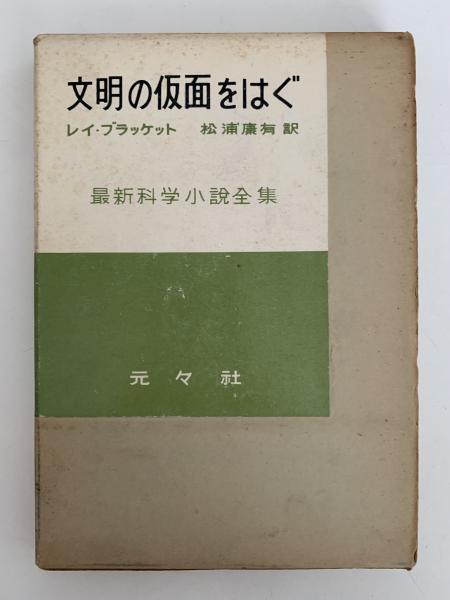 文明の仮面をはぐ
レイ・ブラッケット 松浦康有訳
最新科学小説全集
元々社